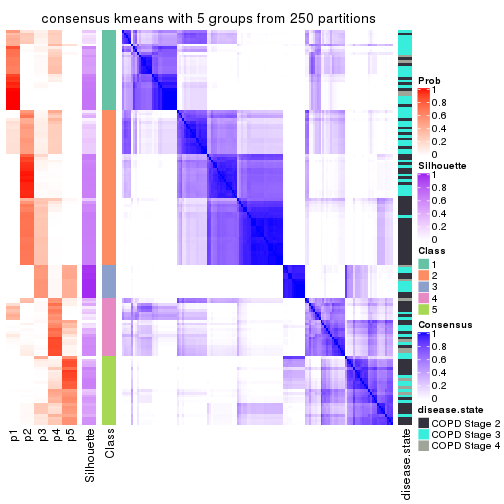 consensus kmeans with 5 groups from 250 partitions
p1
p2
p3
p4
p5
Silhouette
Class
disease.state
Prob
1
0.8
0.6
0.4
0.2
0
Silhouette
1
0.8
0.6
0.4
0.2
0
Class
1
2
3
4
5
Consensus
1
0.8
0.6
0.4
0.2
0
disease.state
COPD Stage 2
COPD Stage 3
COPD Stage 4